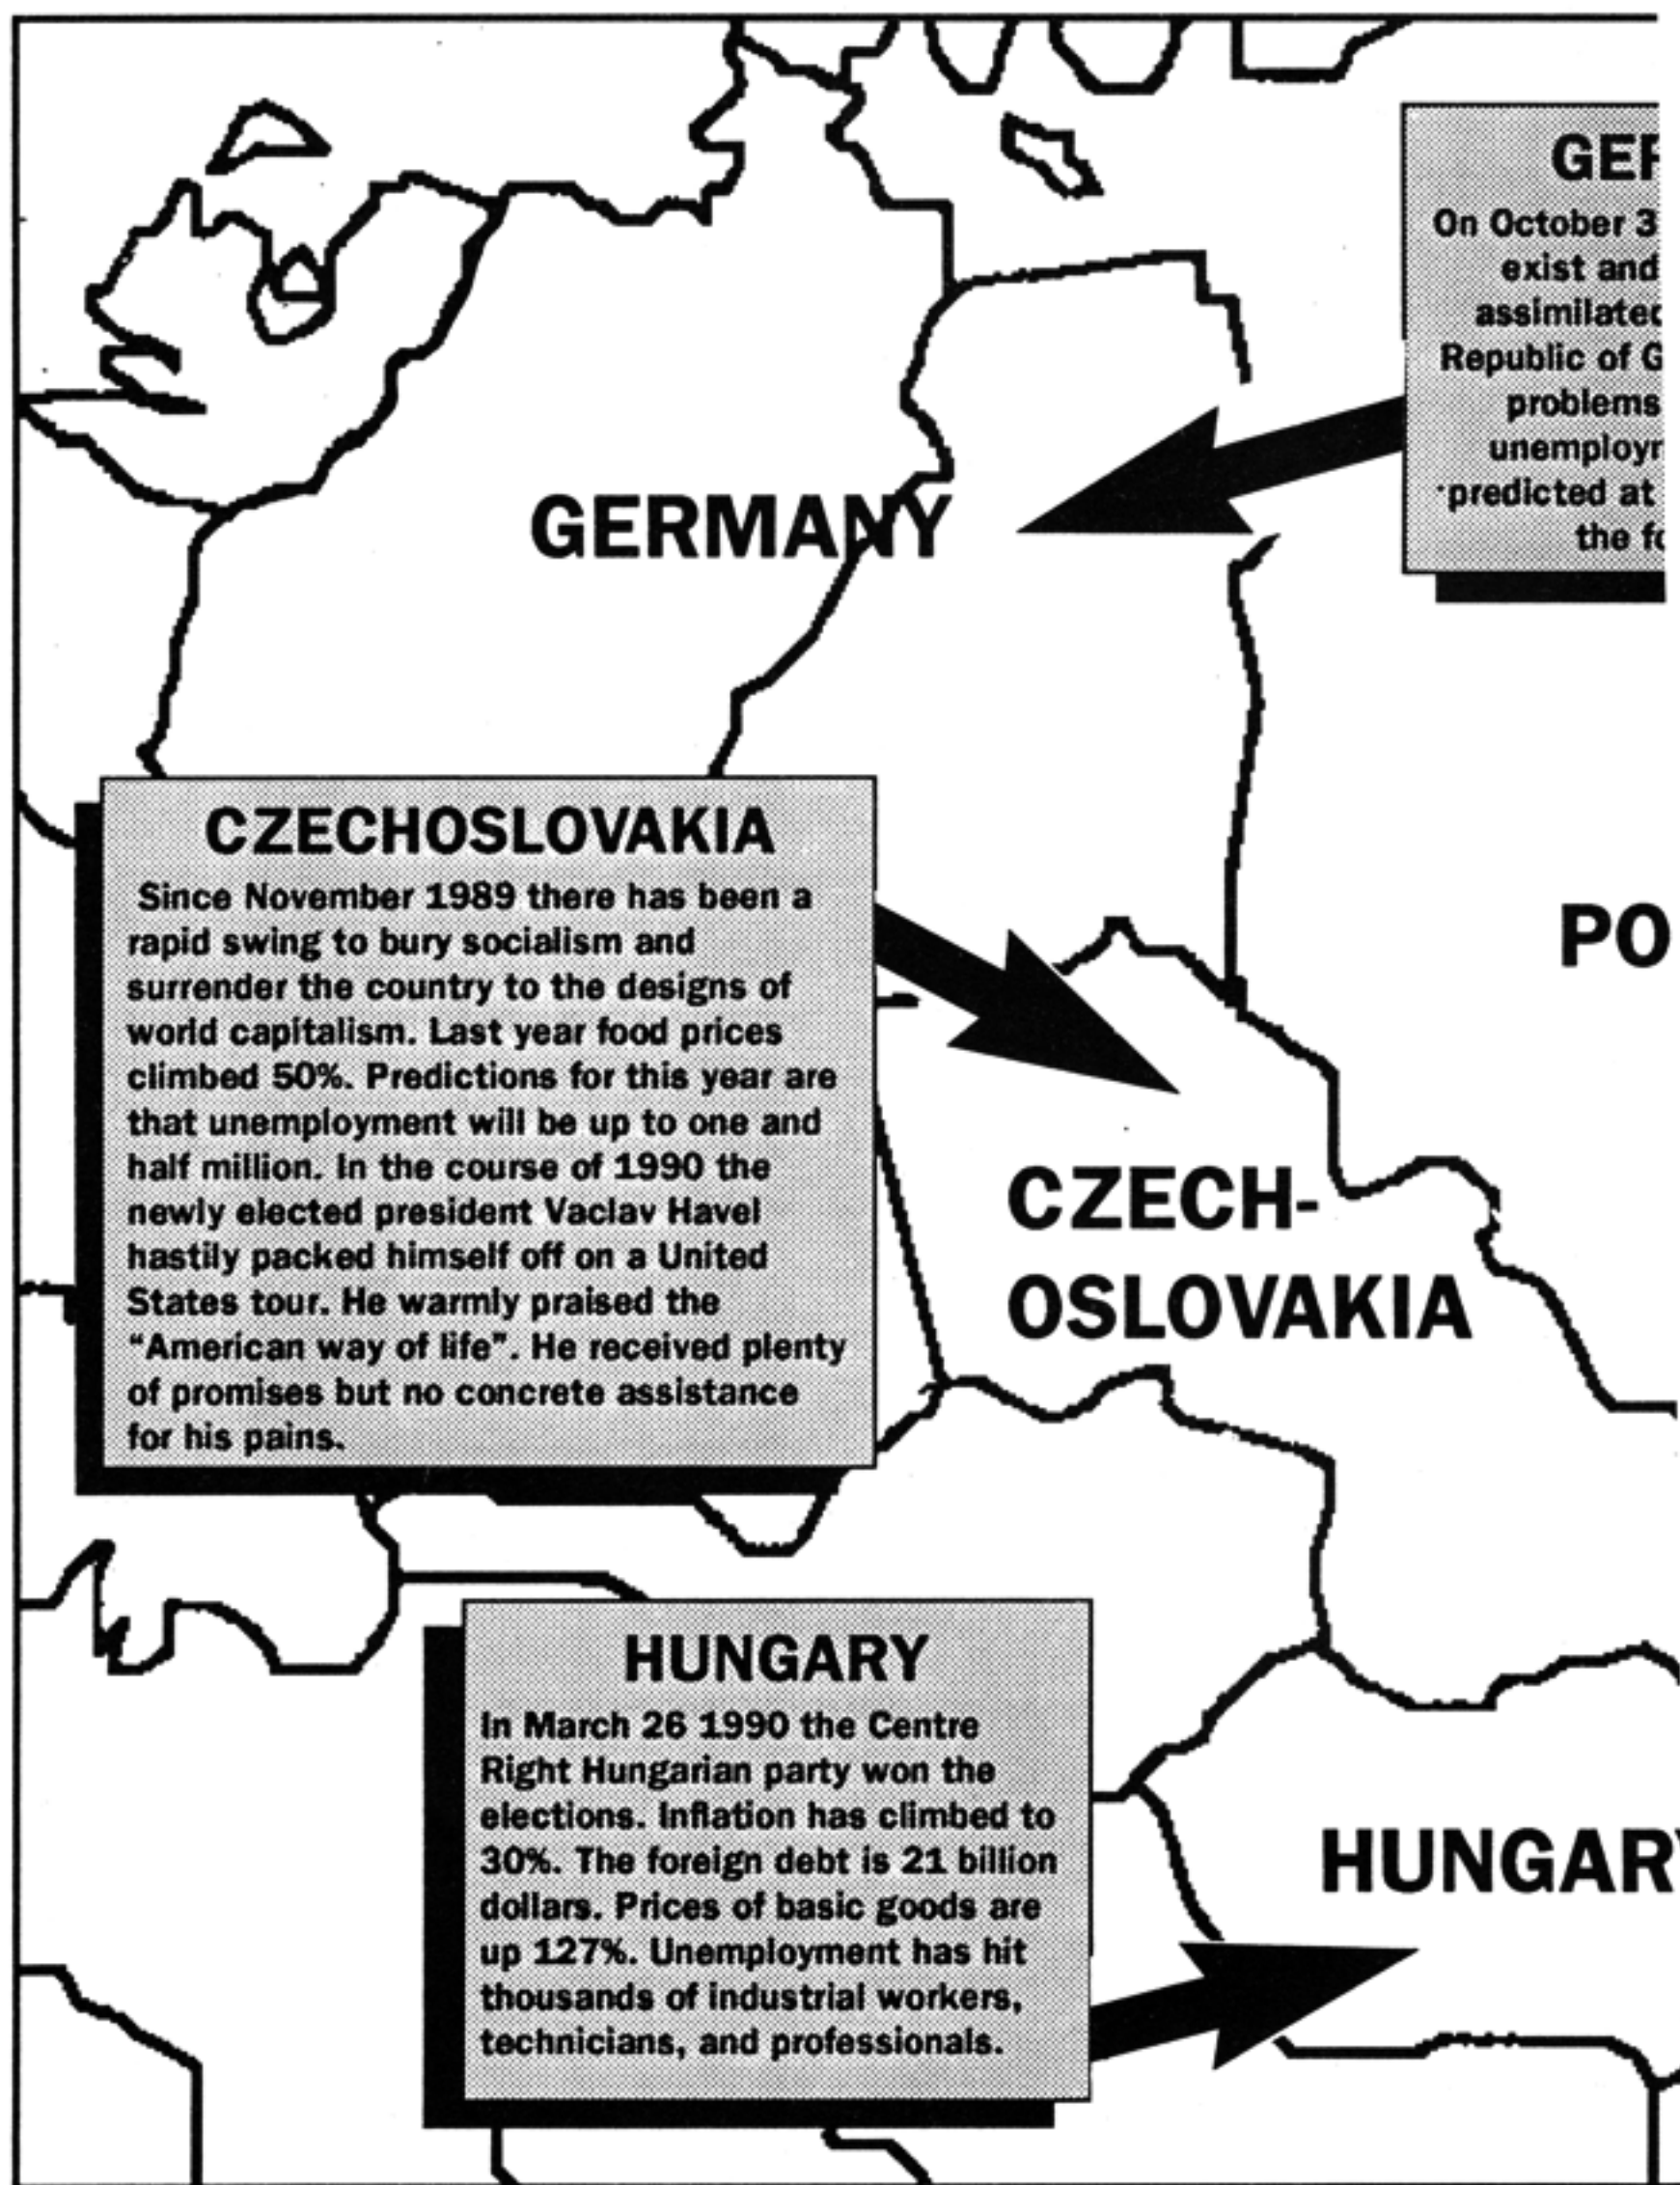 GER
On October 3
exist and
assimilated
Republic of G
problems
unemployr
predicted at
the fo
GERMANY
CZECHOSLOVAKIA
Since November 1989 there has been a
rapid swing to bury socialism and
surrender the country to the designs of
world capitalism. Last year food prices
climbed 50%. Predictions for this year are
that unemployment will be up to one and
half million. In the course of 1990 the
newly elected president Vaclav Havel
hastily packed himself off on a United
States tour. He warmly praised the
“American way of life”. He received plenty
of promises but no concrete assistance
for his pains.
PO
CZECH-
OSLOVAKIA
HUNGARY
In March 26 1990 the Centre
Right Hungarian party won the
elections. Inflation has climbed to
30%. The foreign debt is 21 billion
dollars. Prices of basic goods are
up 127%. Unemployment has hit
thousands of industrial workers,
technicians, and professionals.
HUNGARY